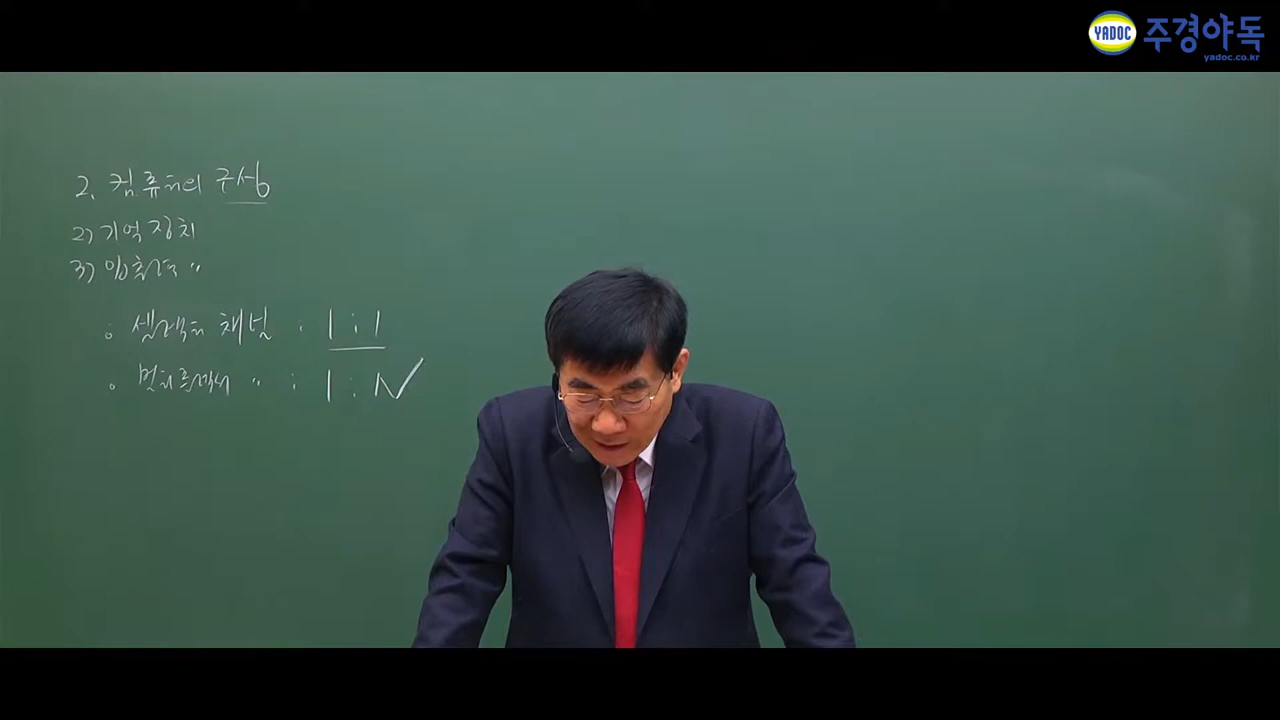 YADOC 주경야독
yadoc.co.kr
2. 컴퓨터의 구성
2) 기억장치
3) 입출력 〃
◦ 셀렉터 채널 : 1 : 1
◦ 멀티플렉서 〃 : 1 : N